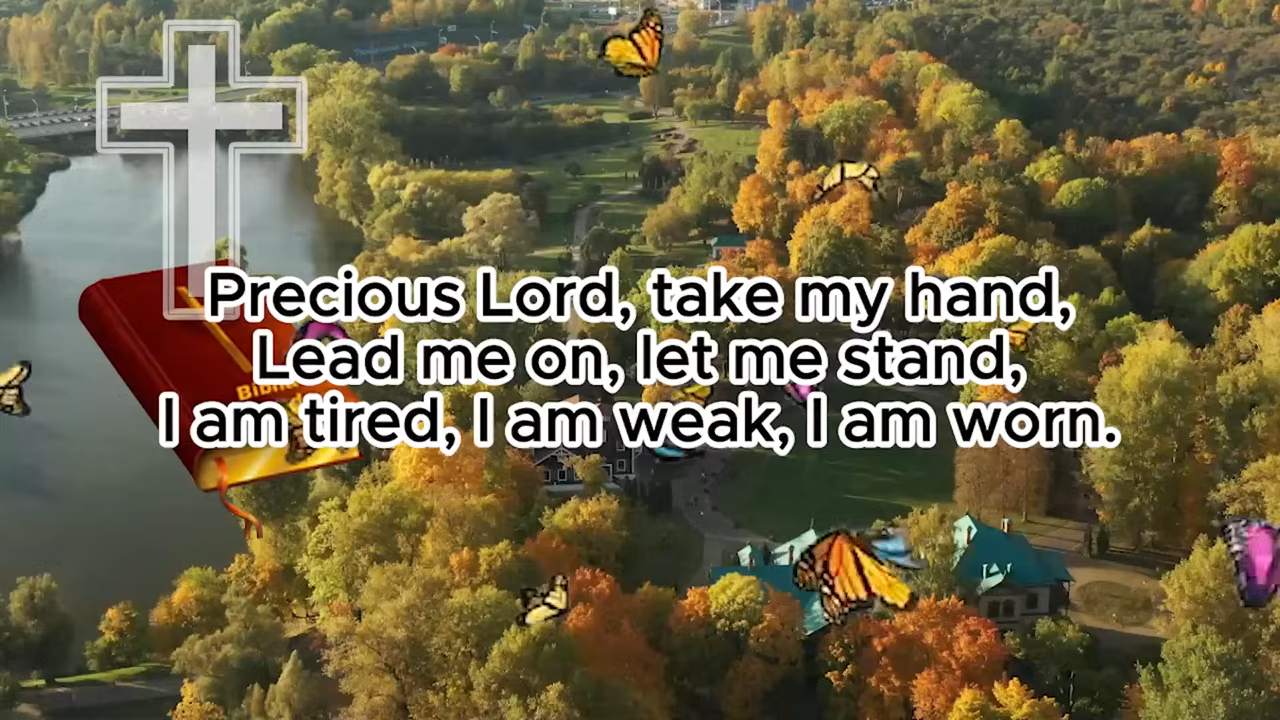 Precious Lord, take my hand,
Lead me on, let me stand,
I am tired, I am weak, I am worn.